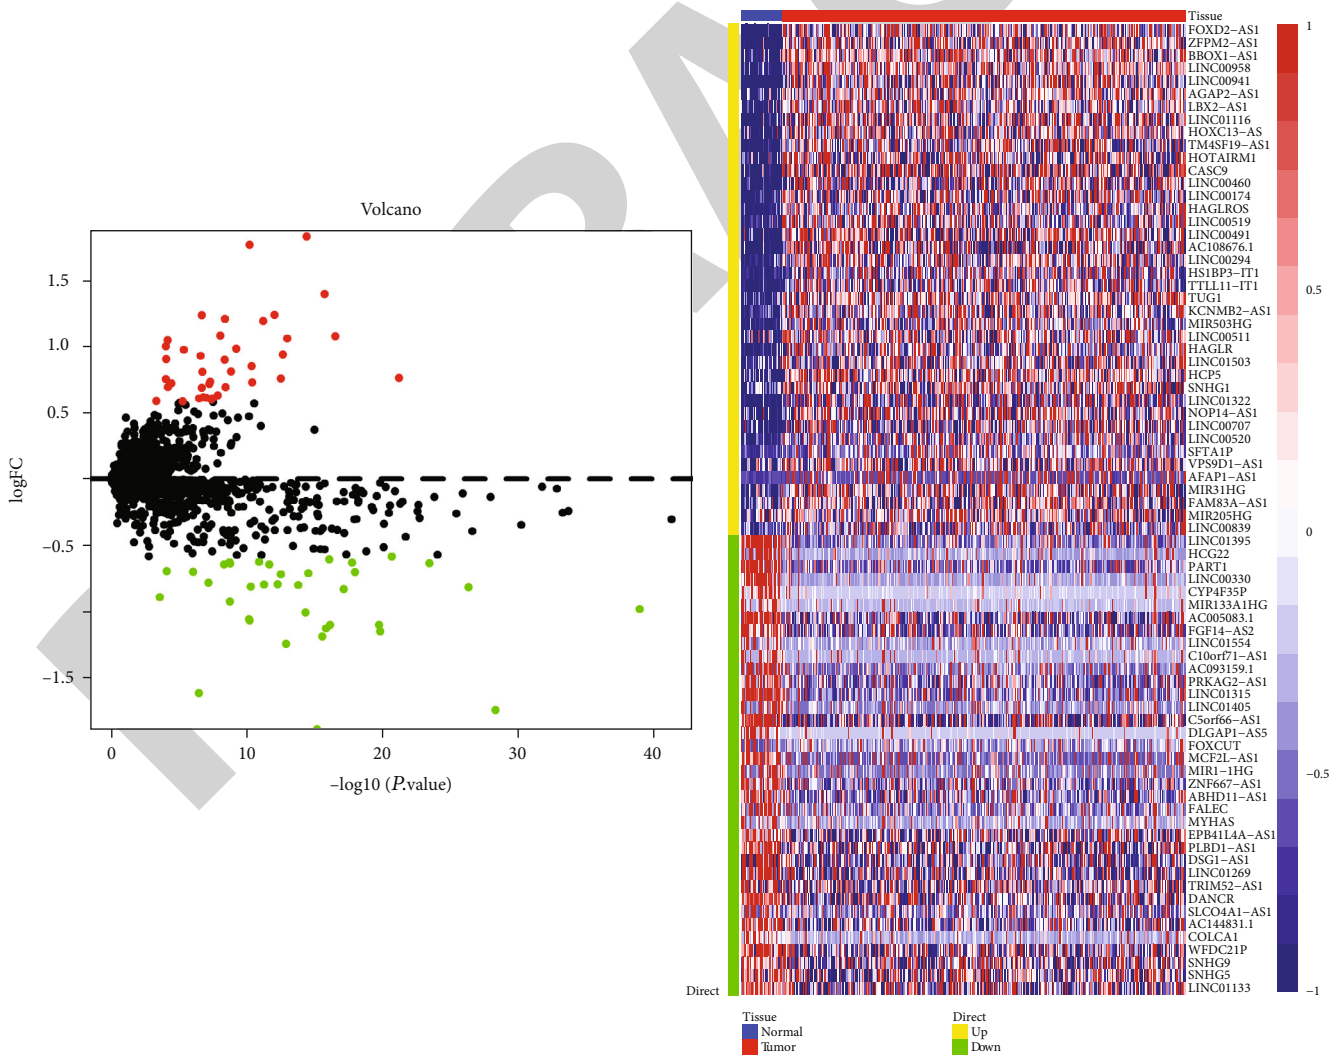 Volcano
logFC
1.5
1.0
0.5
−0.5
−1.5
0
10
20
30
40
−log10 (P.value)
Tissue
FOXD2−AS1
ZFPM2−AS1
BBOX1−AS1
LINC00958
LINC00941
AGAP2−AS1
LBX2−AS1
LINC01116
HOXC13−AS
TM4SF19−AS1
HOTAIRM1
CASC9
LINC00460
LINC00174
HAGLROS
LINC00519
LINC00491
AC108676.1
LINC00294
HS1BP3−IT1
TTLL11−IT1
TUG1
KCNMB2−AS1
MIR503HG
LINC00511
HAGLR
LINC01503
HCP5
SNHG1
LINC01322
NOP14−AS1
LINC00707
LINC00520
SFTA1P
VPS9D1−AS1
AFAP1−AS1
MIR31HG
FAM83A−AS1
MIR205HG
LINC00839
LINC01395
HCG22
PART1
LINC00330
CYP4F35P
MIR133A1HG
AC005083.1
FGF14−AS2
LINC01554
C10orf71−AS1
AC093159.1
PRKAG2−AS1
LINC01315
LINC01405
C5orf66−AS1
DLGAP1−AS5
FOXCUT
MCF2L−AS1
MIR1−1HG
ZNF667−AS1
ABHD11−AS1
FALEC
MYHAS
EPB41L4A−AS1
PLBD1−AS1
DSG1−AS1
LINC01269
TRIM52−AS1
DANCR
SLCO4A1−AS1
AC144831.1
COLCA1
WFDC21P
SNHG9
SNHG5
LINC01133
1
0.5
0
−0.5
−1
Direct
Tissue
Normal
Tumor
Direct
Up
Down